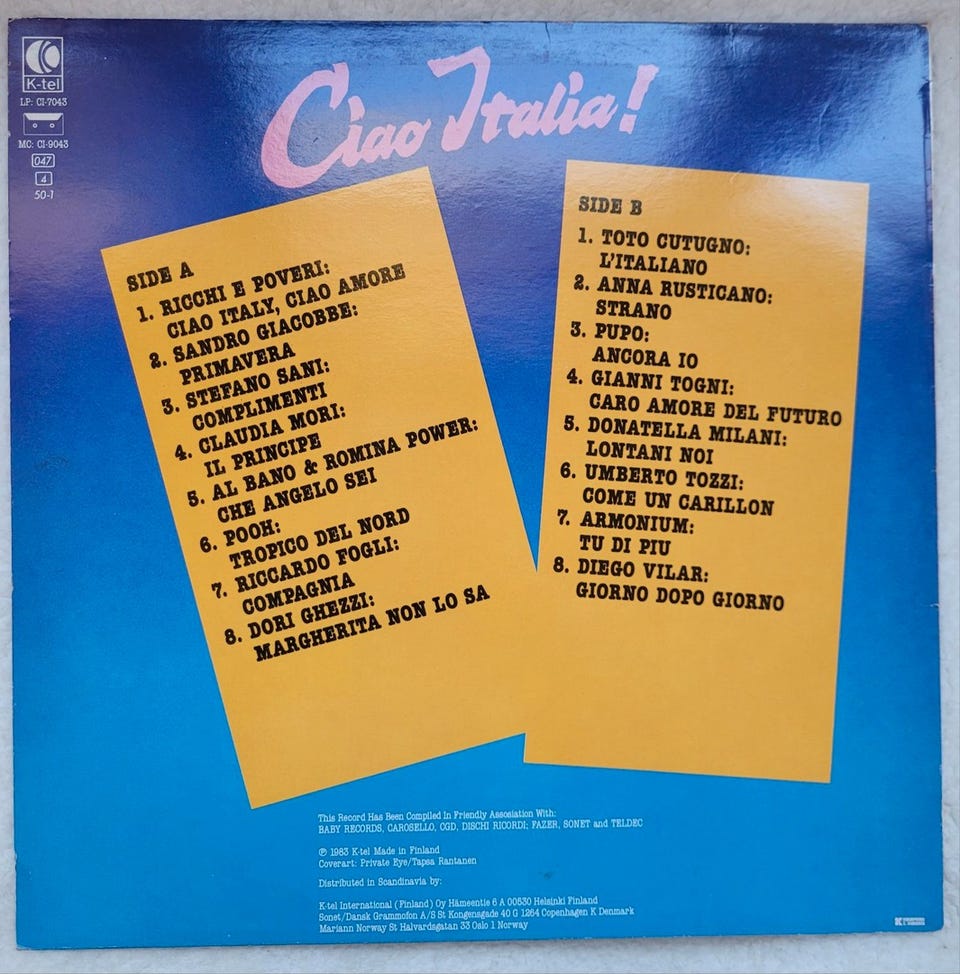 K-tel
LP: CI-7043
MC: CI-9043
047
4
50-1
Ciao Italia!
SIDE A
1. RICCHI E POVERI:
CIAO ITALY, CIAO AMORE
2. SANDRO GIACOBBE:
PRIMAVERA
3. STEFANO SANI:
COMPLIMENTI
4. CLAUDIA MORI:
IL PRINCIPE
5. AL BANO & ROMINA POWER:
CHE ANGELO SEI
6. POOH:
TROPICO DEL NORD
7. RICCARDO FOGLI:
COMPAGNIA
8. DORI GHEZZI:
MARGHERITA NON LO SA
SIDE B
1. TOTO CUTUGNO:
L'ITALIANO
2. ANNA RUSTICANO:
STRANO
3. PUPO:
ANCORA IO
4. GIANNI TOGNI:
CARO AMORE DEL FUTURO
5. DONATELLA MILANI:
LONTANI NOI
6. UMBERTO TOZZI:
COME UN CARILLON
7. ARMONIUM:
TU DI PIU
8. DIEGO VILAR:
GIORNO DOPO GIORNO
This Record Has Been Compiled In Friendly Assosiation With:
BABY RECORDS, CAROSELLO, CGD, DISCHI RICORDI; FAZER, SONET and TELDEC
℗ 1983 K-tel Made in Finland
Coverart: Private Eye/Tapsa Rantanen
Distributed in Scandinavia by:
K-tel International (Finland) Oy Hämeentie 6 A 00530 Helsinki Finland
Sonet/Dansk Grammofon A/S St Kongensgade 40 G 1264 Copenhagen K Denmark
Mariann Norway St Halvardsgatan 33 Oslo 1 Norway